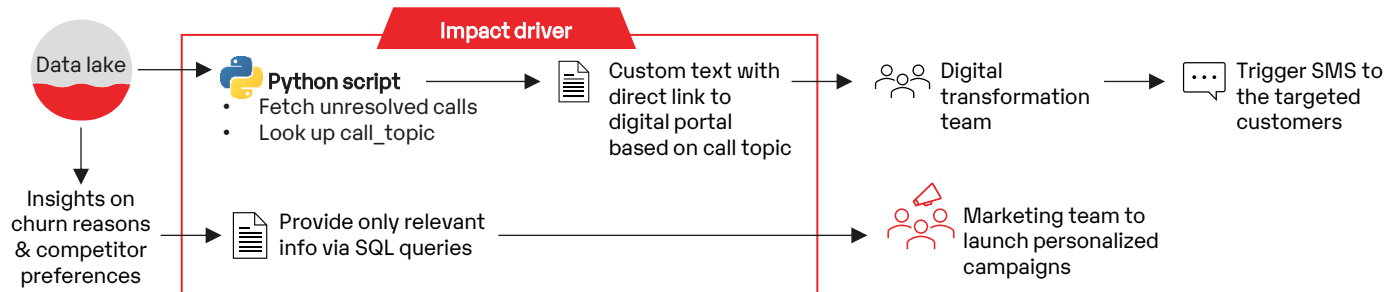 Impact driver
Data lake
Python script
• Fetch unresolved calls
• Look up call_topic
Custom text with
direct link to
digital portal
based on call topic
Digital
transformation
team
Trigger SMS to
the targeted
customers
Insights on
churn reasons
& competitor
preferences
Provide only relevant
info via SQL queries
Marketing team to
launch personalized
campaigns